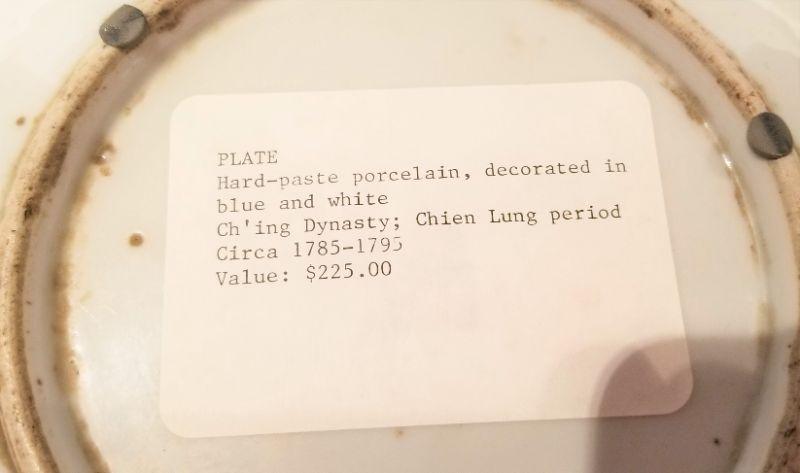 PLATE
Hard-paste porcelain, decorated in
blue and white
Ch'ing Dynasty; Chien Lung period
Circa 1785-1795
Value: $225.00